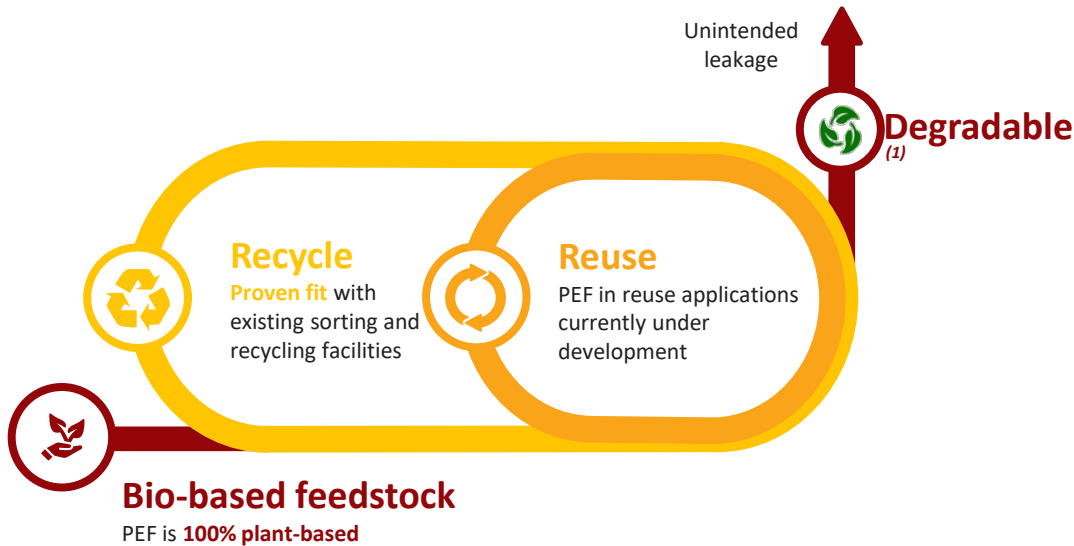 Unintended
leakage
Degradable
(1)
Recycle
Proven fit with
existing sorting and
recycling facilities
Reuse
PEF in reuse applications
currently under
development
Bio-based feedstock
PEF is 100% plant-based